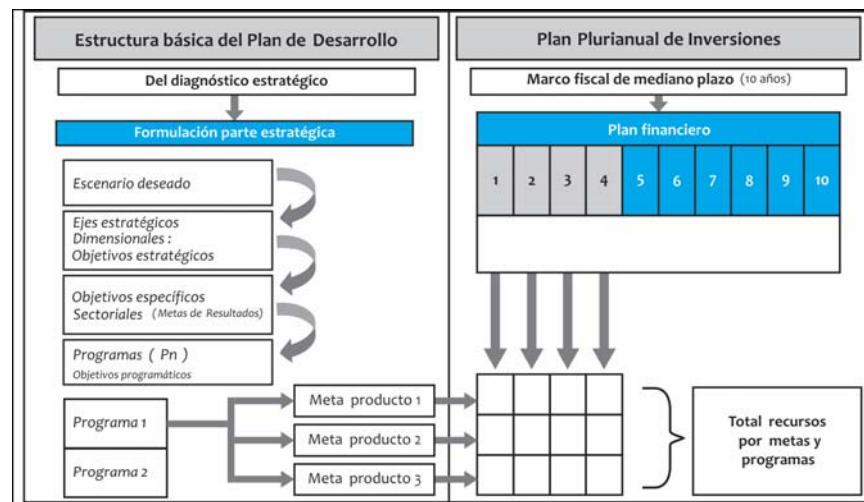 Estructura básica del Plan de Desarrollo
Del diagnóstico estratégico
Formulación parte estratégica
Escenario deseado
Ejes estratégicos
Dimensionales :
Objetivos estratégicos
Objetivos específicos
Sectoriales (Metas de Resultados)
Programas ( Pn )
Objetivos programáticos
Programa 1
Programa 2
Meta producto 1
Meta producto 2
Meta producto 3
Plan Plurianual de Inversiones
Marco fiscal de mediano plazo (10 años)
Plan financiero
1 2 3 4 5 6 7 8 9 10
Total recursos
por metas y
programas